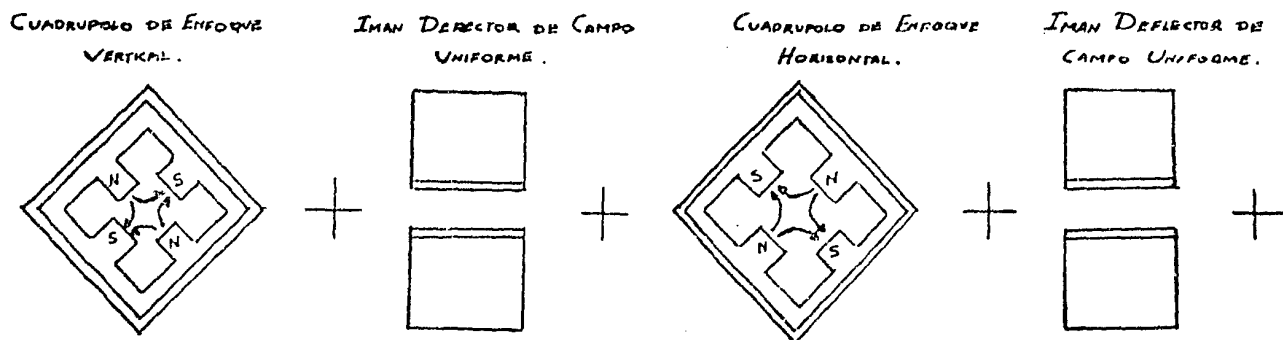 CUADRUPOLO DE ENFOQUE
VERTICAL.
IMAN DEFLECTOR DE CAMPO
UNIFORME.
CUADRUPOLO DE ENFOQUE
HORIZONTAL.
IMAN DEFLECTOR DE
CAMPO UNIFORME.
N S
S N
S N
N S